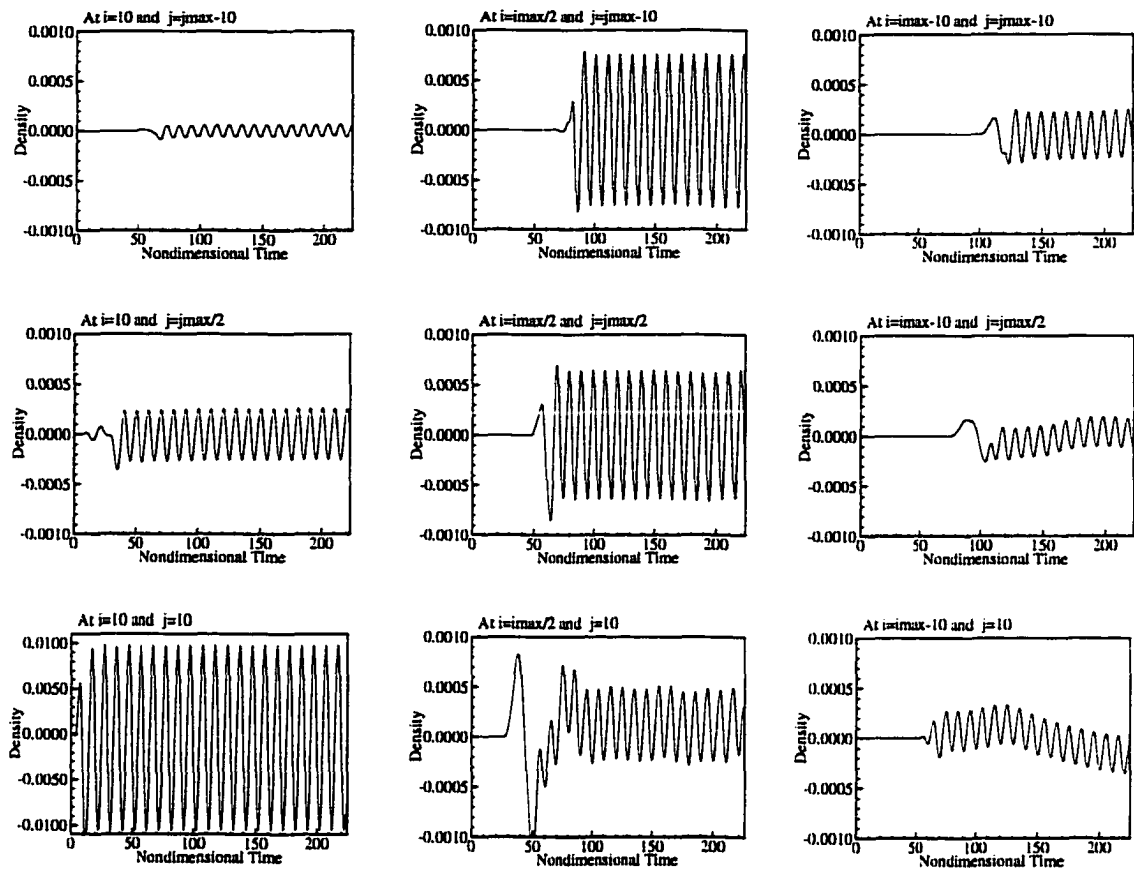 At i=10 and j=jmax-10
0.0010
0.0005
0.0000
-0.0005
-0.0010
Density
0 50 100 150 200
Nondimensional Time
At i=imax/2 and j=jmax-10
0.0010
0.0005
0.0000
-0.0005
-0.0010
Density
0 50 100 150 200
Nondimensional Time
At i=imax-10 and j=jmax-10
0.0010
0.0005
0.0000
-0.0005
-0.0010
Density
0 50 100 150 200
Nondimensional Time
At i=10 and j=jmax/2
0.0010
0.0005
0.0000
-0.0005
-0.0010
Density
0 50 100 150 200
Nondimensional Time
At i=imax/2 and j=jmax/2
0.0010
0.0005
0.0000
-0.0005
-0.0010
Density
0 50 100 150 200
Nondimensional Time
At i=imax-10 and j=jmax/2
0.0010
0.0005
0.0000
-0.0005
-0.0010
Density
0 50 100 150 200
Nondimensional Time
At i=10 and j=10
0.0100
0.0050
0.0000
-0.0050
-0.0100
Density
50 100 150 200
Nondimensional Time
At i=imax/2 and j=10
0.0010
0.0005
0.0000
-0.0005
-0.0010
Density
0 50 100 150 200
Nondimensional Time
At i=imax-10 and j=10
0.0010
0.0005
0.0000
-0.0005
-0.0010
Density
0 50 100 150 200
Nondimensional Time